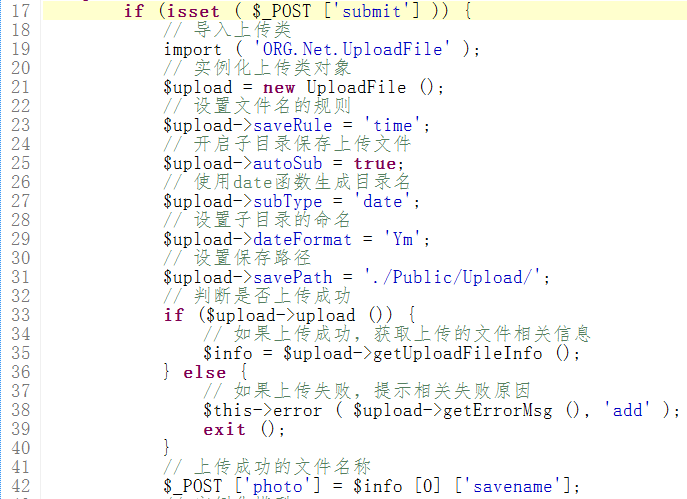 17 if (isset ( $_POST ['submit'] )) {
18 // 导入上传类
19 import ( 'ORG.Net.UploadFile' );
20 // 实例化上传类对象
21 $upload = new UploadFile ();
22 // 设置文件名的规则
23 $upload->saveRule = 'time';
24 // 开启子目录保存上传文件
25 $upload->autoSub = true;
26 // 使用date函数生成目录名
27 $upload->subType = 'date';
28 // 设置子目录的命名
29 $upload->dateFormat = 'Ym';
30 // 设置保存路径
31 $upload->savePath = './Public/Upload/';
32 // 判断是否上传成功
33 if ($upload->upload ()) {
34 // 如果上传成功，获取上传的文件相关信息
35 $info = $upload->getUploadFileInfo ();
36 } else {
37 // 如果上传失败，提示相关失败原因
38 $this->error ( $upload->getErrorMsg (), 'add' );
39 exit ();
40 }
41 // 上传成功的文件名称
42 $_POST ['photo'] = $info [0] ['savename'];